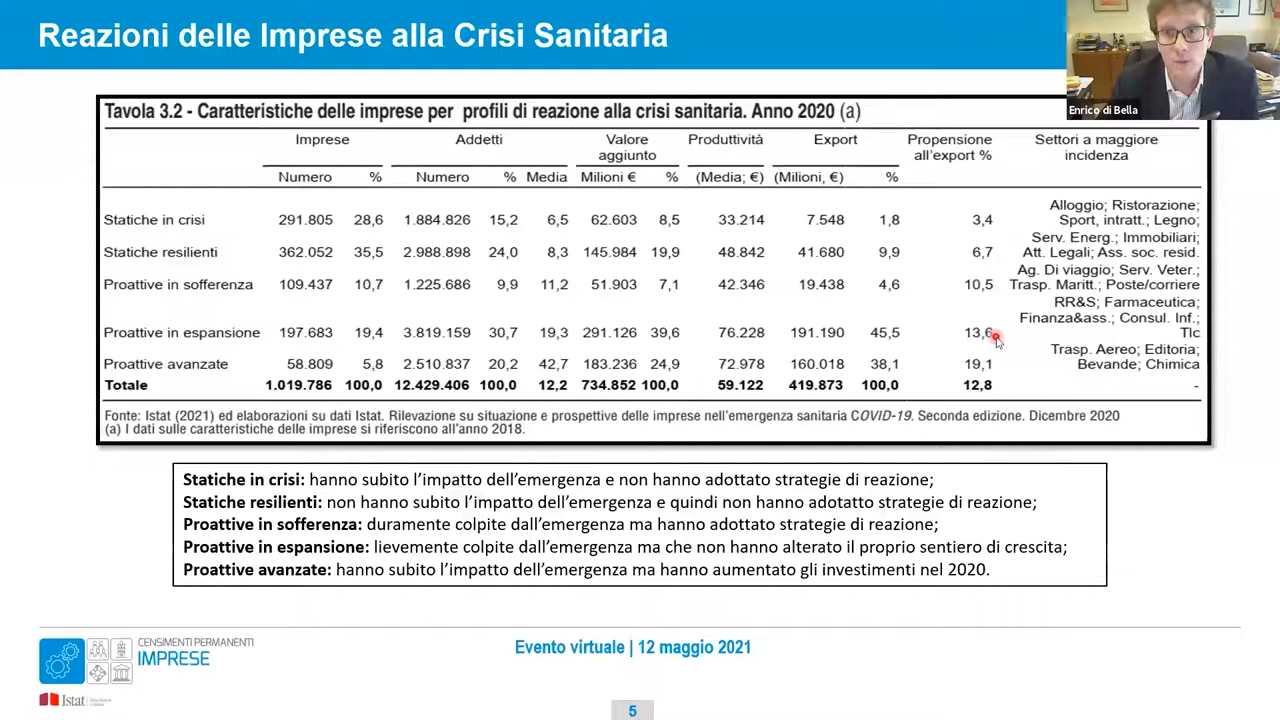 Reazioni delle Imprese alla Crisi Sanitaria
Enrico di Bella
Tavola 3.2 - Caratteristiche delle imprese per profili di reazione alla crisi sanitaria. Anno 2020 (a)
Imprese Addetti Valore aggiunto Produttività Export Propensione all'export % Settori a maggiore incidenza
Numero % Numero % Media Milioni € % (Media; €) (Milioni, €) %
Statiche in crisi 291.805 28,6 1.884.826 15,2 6,5 62.603 8,5 33.214 7.548 1,8 3,4 Alloggio; Ristorazione; Sport, intratt.; Legno;
Statiche resilienti 362.052 35,5 2.988.898 24,0 8,3 145.984 19,9 48.842 41.680 9,9 6,7 Serv. Energ.; Immobiliari; Att. Legali; Ass. soc. resid.
Proattive in sofferenza 109.437 10,7 1.225.686 9,9 11,2 51.903 7,1 42.346 19.438 4,6 10,5 Ag. Di viaggio; Serv. Veter.; Trasp. Maritt.; Poste/corriere
Proattive in espansione 197.683 19,4 3.819.159 30,7 19,3 291.126 39,6 76.228 191.190 45,5 13,6 RR&S; Farmaceutica; Finanza&ass.; Consul. Inf.; Tlc
Proattive avanzate 58.809 5,8 2.510.837 20,2 42,7 183.236 24,9 72.978 160.018 38,1 19,1 Trasp. Aereo; Editoria; Bevande; Chimica
Totale 1.019.786 100,0 12.429.406 100,0 12,2 734.852 100,0 59.122 419.873 100,0 12,8 -
Fonte: Istat (2021) ed elaborazioni su dati Istat. Rilevazione su situazione e prospettive delle imprese nell'emergenza sanitaria COVID-19. Seconda edizione. Dicembre 2020
(a) I dati sulle caratteristiche delle imprese si riferiscono all'anno 2018.
Statiche in crisi: hanno subito l'impatto dell'emergenza e non hanno adottato strategie di reazione;
Statiche resilienti: non hanno subito l'impatto dell'emergenza e quindi non hanno adotatto strategie di reazione;
Proattive in sofferenza: duramente colpite dall'emergenza ma hanno adottato strategie di reazione;
Proattive in espansione: lievemente colpite dall'emergenza ma che non hanno alterato il proprio sentiero di crescita;
Proattive avanzate: hanno subito l'impatto dell'emergenza ma hanno aumentato gli investimenti nel 2020.
CENSIMENTI PERMANENTI
IMPRESE
Evento virtuale | 12 maggio 2021
Istat
5